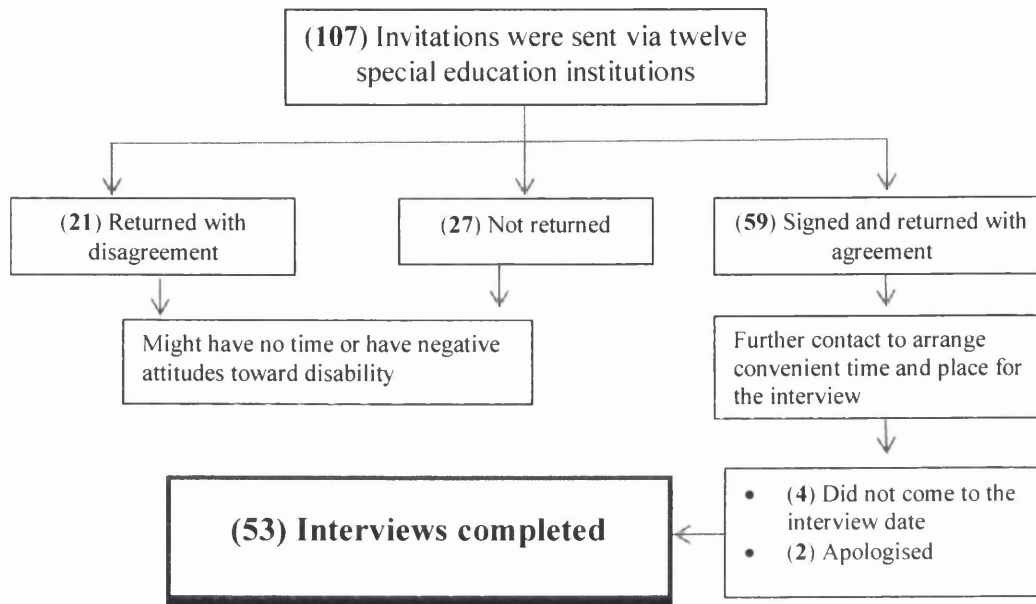 (107) Invitations were sent via twelve
special education institutions
(21) Returned with
disagreement
(27) Not returned
(59) Signed and returned with
agreement
Might have no time or have negative
attitudes toward disability
Further contact to arrange
convenient time and place for
the interview
• (4) Did not come to the
interview date
• (2) Apologised
(53) Interviews completed